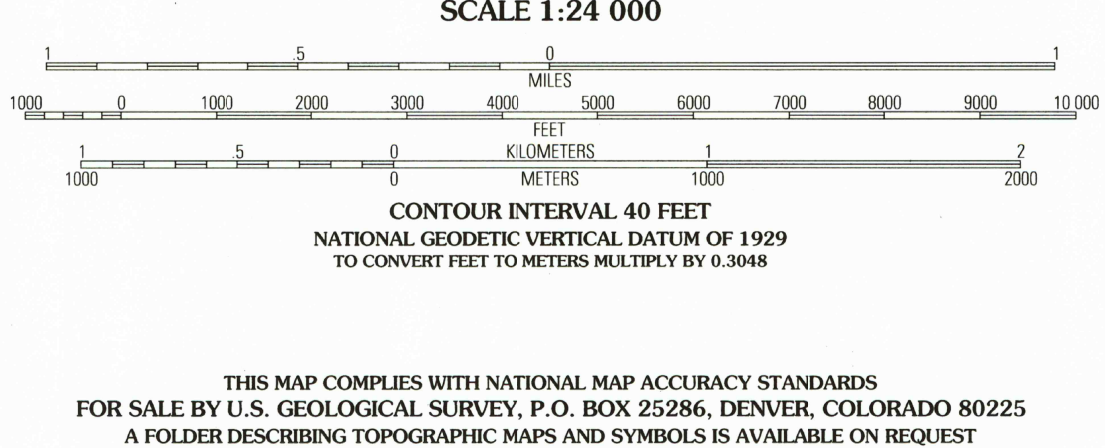 SCALE 1:24 000
1 .5 0 1
MILES
1000 0 1000 2000 3000 4000 5000 6000 7000 8000 9000 10 000
FEET
1 .5 0 KILOMETERS 1 2
1000 0 METERS 1000 2000
CONTOUR INTERVAL 40 FEET
NATIONAL GEODETIC VERTICAL DATUM OF 1929
TO CONVERT FEET TO METERS MULTIPLY BY 0.3048
THIS MAP COMPLIES WITH NATIONAL MAP ACCURACY STANDARDS
FOR SALE BY U.S. GEOLOGICAL SURVEY, P.O. BOX 25286, DENVER, COLORADO 80225
A FOLDER DESCRIBING TOPOGRAPHIC MAPS AND SYMBOLS IS AVAILABLE ON REQUEST